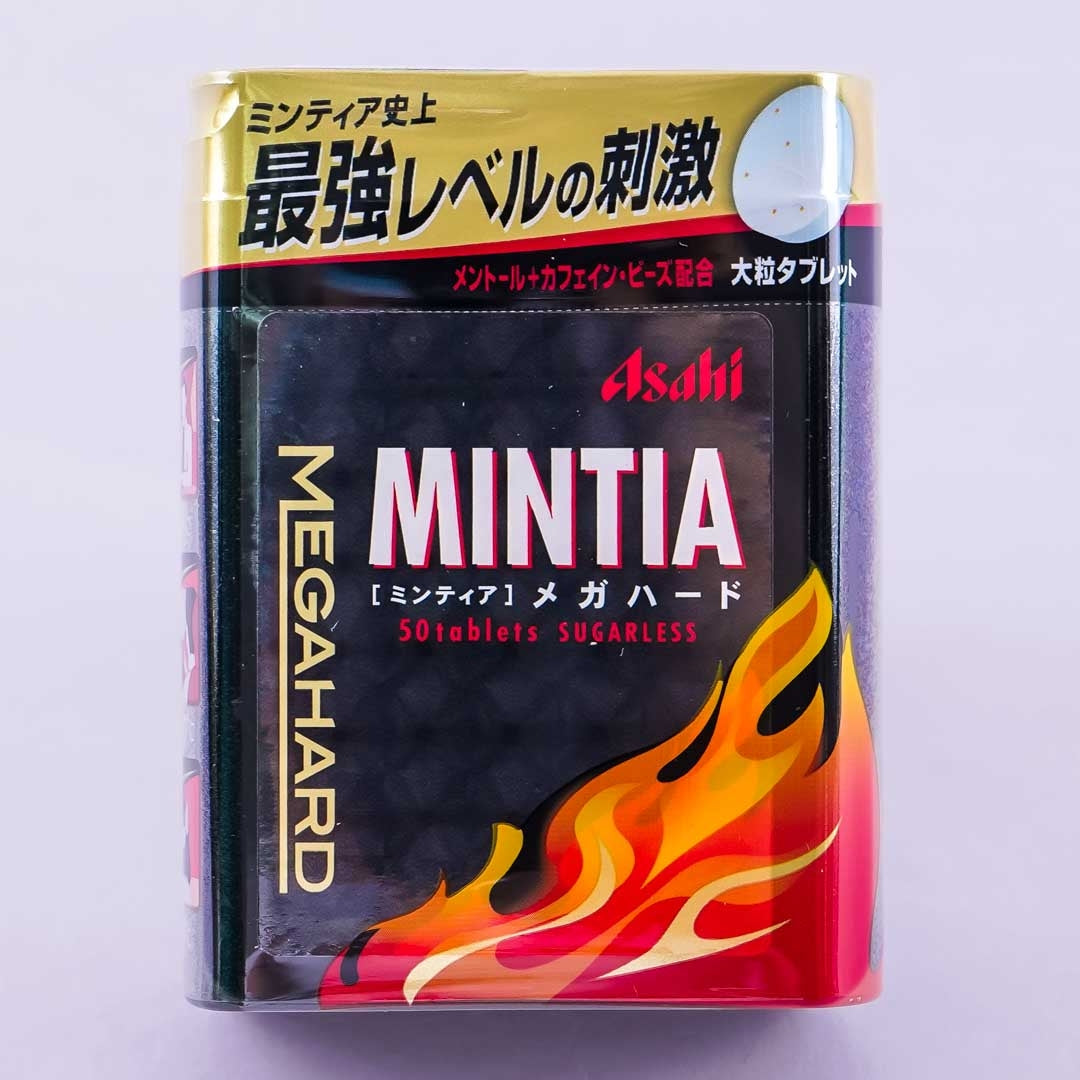 ミンティア史上
最強レベルの刺激
メントール+カフェイン・ビーズ配合 大粒タブレット
Asahi
MEGAHARD
MINTIA
[ミンティア] メガハード
50tablets SUGARLESS